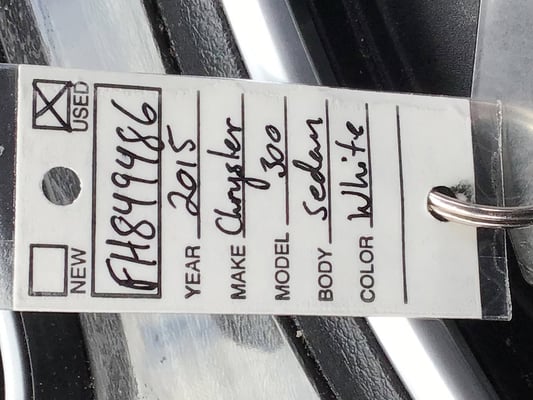 NEW USED
FH849486
YEAR 2015
MAKE Chrysler
MODEL 300
BODY Sedan
COLOR White